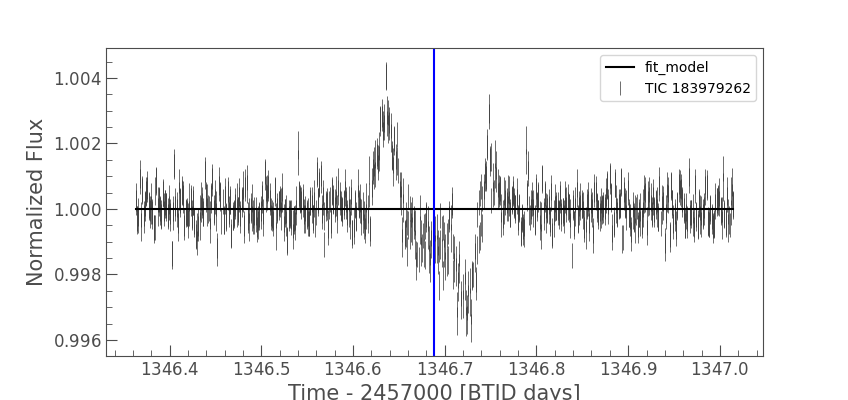 fit_model
TIC 183979262
Normalized Flux
1.004
1.002
1.000
0.998
0.996
1346.4 1346.5 1346.6 1346.7 1346.8 1346.9 1347.0
Time - 2457000 [BTJD days]